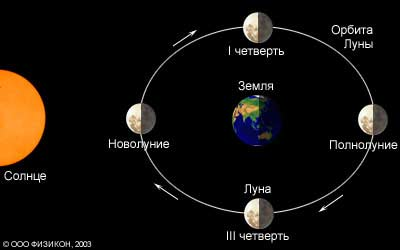 Орбита
Луны
I четверть
Земля
Новолуние
Полнолуние
Солнце
Луна
III четверть
© ООО ФИЗИКОН, 2003